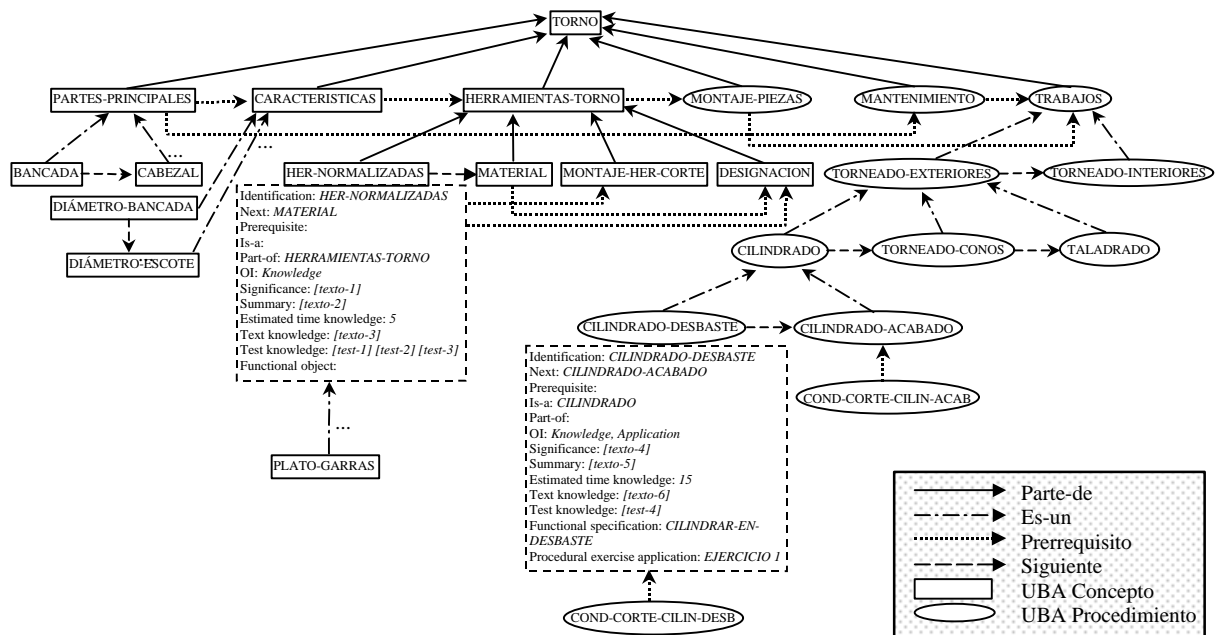 TORNO
PARTES-PRINCIPALES
CARACTERISTICAS
HERRAMIENTAS-TORNO
MONTAJE-PIEZAS
MANTENIMIENTO
TRABAJOS
...
...
BANCADA
CABEZAL
HER-NORMALIZADAS
MATERIAL
MONTAJE-HER-CORTE
DESIGNACION
TORNEADO-EXTERIORES
TORNEADO-INTERIORES
DIÁMETRO-BANCADA
DIÁMETRO-ESCOTE
Identification: HER-NORMALIZADAS
Next: MATERIAL
Prerequisite:
Is-a:
Part-of: HERRAMIENTAS-TORNO
OI: Knowledge
Significance: [texto-1]
Summary: [texto-2]
Estimated time knowledge: 5
Text knowledge: [texto-3]
Test knowledge: [test-1] [test-2] [test-3]
Functional object:
...
PLATO-GARRAS
CILINDRADO
TORNEADO-CONOS
TALADRADO
CILINDRADO-DESBASTE
CILINDRADO-ACABADO
Identification: CILINDRADO-DESBASTE
Next: CILINDRADO-ACABADO
Prerequisite:
Is-a: CILINDRADO
Part-of:
OI: Knowledge, Application
Significance: [texto-4]
Summary: [texto-5]
Estimated time knowledge: 15
Text knowledge: [texto-6]
Test knowledge: [test-4]
Functional specification: CILINDRAR-EN-
DESBASTE
Procedural exercise application: EJERCICIO 1
COND-CORTE-CILIN-ACAB
COND-CORTE-CILIN-DESB
Parte-de
Es-un
Prerrequisito
Siguiente
UBA Concepto
UBA Procedimiento